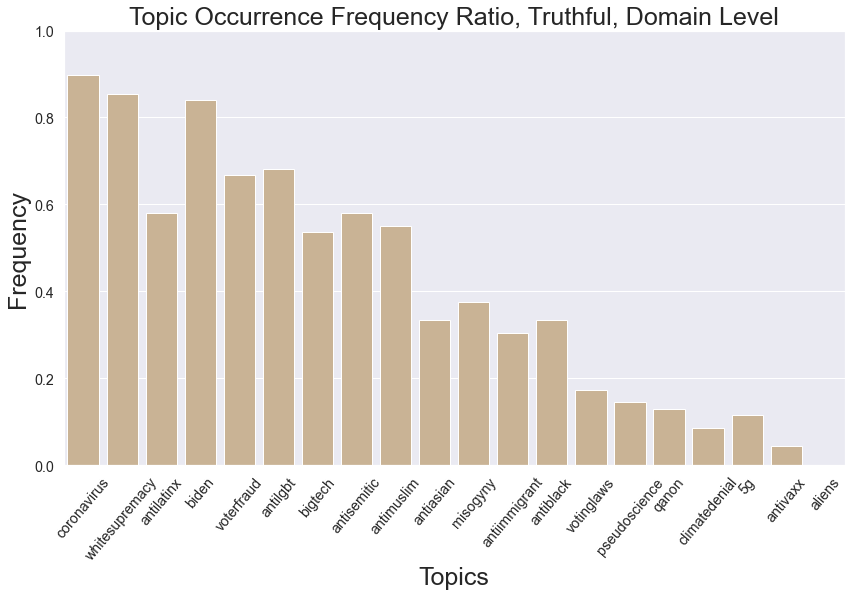 Topic Occurrence Frequency Ratio, Truthful, Domain Level
1.0
0.8
0.6
0.4
0.2
0.0
Frequency
coronavirus
whitesupremacy
antilatinx
biden
voterfraud
antilgbt
bigtech
antisemitic
antimuslim
antiasian
misogyny
antiimmigrant
antiblack
votinglaws
pseudoscience
qanon
climatedenial
5g
antivaxx
aliens
Topics